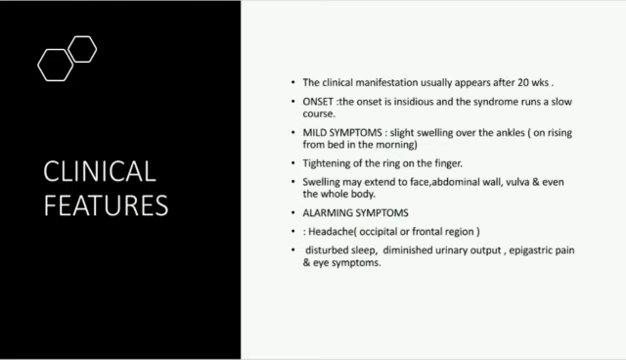 CLINICAL
FEATURES
• The clinical manifestation usually appears after 20 wks .
• ONSET :the onset is insidious and the syndrome runs a slow
course.
• MILD SYMPTOMS : slight swelling over the ankles ( on rising
from bed in the morning)
• Tightening of the ring on the finger.
• Swelling may extend to face,abdominal wall, vulva & even
the whole body.
• ALARMING SYMPTOMS
• : Headache( occipital or frontal region )
• disturbed sleep, diminished urinary output , epigastric pain
& eye symptoms.